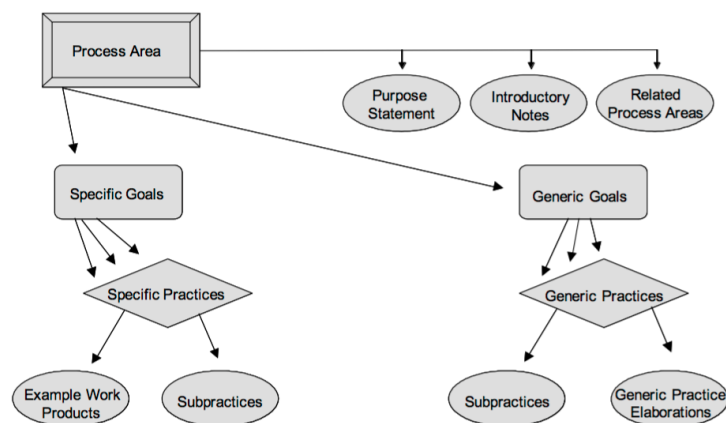 Process Area
Purpose
Statement
Introductory
Notes
Related
Process Areas
Specific Goals
Generic Goals
Specific Practices
Generic Practices
Example Work
Products
Subpractices
Subpractices
Generic Practice
Elaborations